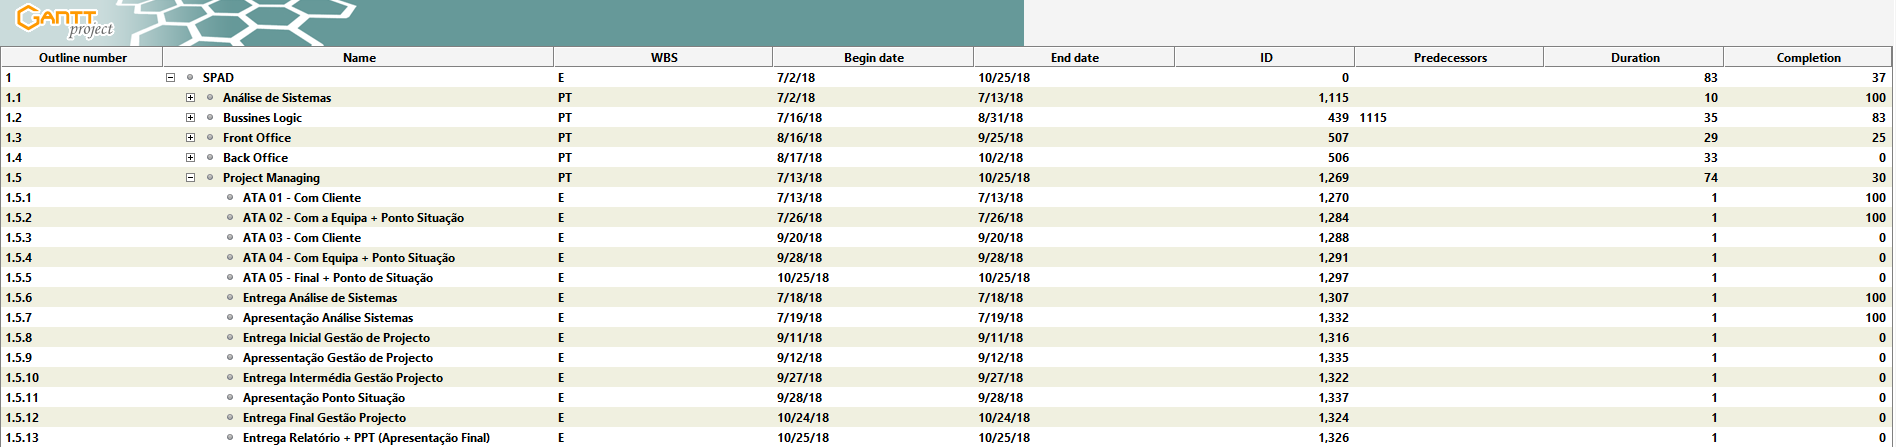 GANTT
project
Outline number Name WBS Begin date End date ID Predecessors Duration Completion
1 SPAD E 7/2/18 10/25/18 0 83 37
1.1 Análise de Sistemas PT 7/2/18 7/13/18 1,115 10 100
1.2 Bussines Logic PT 7/16/18 8/31/18 439 1115 35 83
1.3 Front Office PT 8/16/18 9/25/18 507 29 25
1.4 Back Office PT 8/17/18 10/2/18 506 33 0
1.5 Project Managing PT 7/13/18 10/25/18 1,269 74 30
1.5.1 ATA 01 - Com Cliente E 7/13/18 7/13/18 1,270 1 100
1.5.2 ATA 02 - Com a Equipa + Ponto Situação E 7/26/18 7/26/18 1,284 1 100
1.5.3 ATA 03 - Com Cliente E 9/20/18 9/20/18 1,288 1 0
1.5.4 ATA 04 - Com Equipa + Ponto Situação E 9/28/18 9/28/18 1,291 1 0
1.5.5 ATA 05 - Final + Ponto de Situação E 10/25/18 10/25/18 1,297 1 0
1.5.6 Entrega Análise de Sistemas E 7/18/18 7/18/18 1,307 1 100
1.5.7 Apresentação Análise Sistemas E 7/19/18 7/19/18 1,332 1 100
1.5.8 Entrega Inicial Gestão de Projecto E 9/11/18 9/11/18 1,316 1 0
1.5.9 Apressentação Gestão de Projecto E 9/12/18 9/12/18 1,335 1 0
1.5.10 Entrega Intermédia Gestão Projecto E 9/27/18 9/27/18 1,322 1 0
1.5.11 Apresentação Ponto Situação E 9/28/18 9/28/18 1,337 1 0
1.5.12 Entrega Final Gestão Projecto E 10/24/18 10/24/18 1,324 1 0
1.5.13 Entrega Relatório + PPT (Apresentação Final) E 10/25/18 10/25/18 1,326 1 0